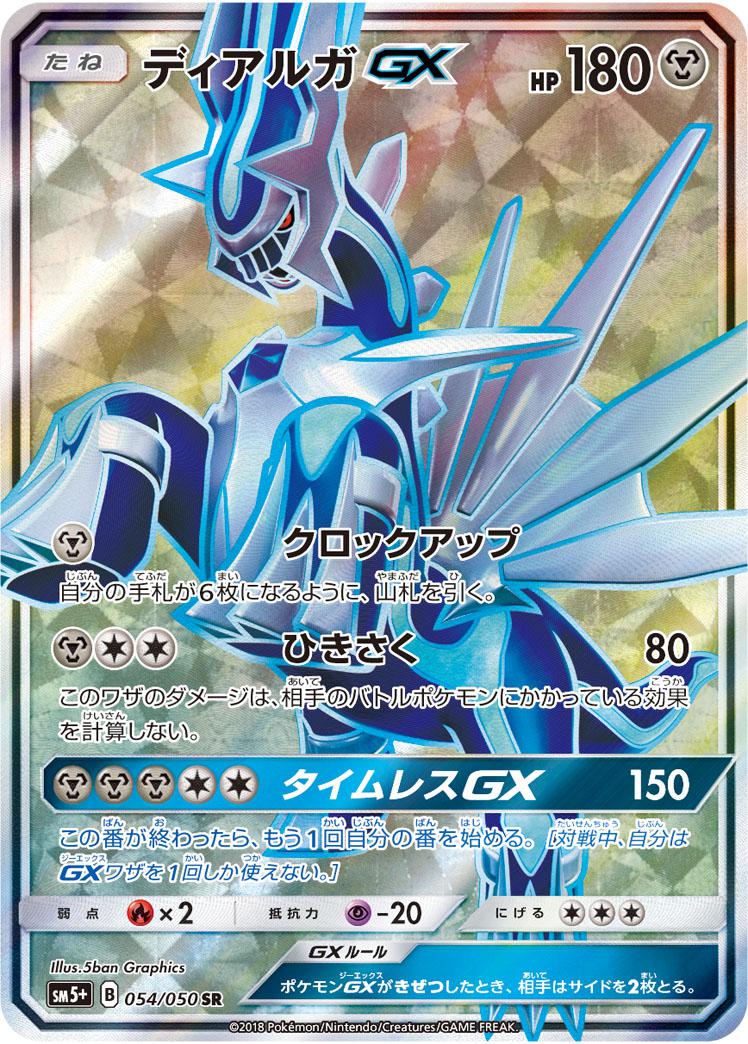 たね ディアルガGX HP180
クロックアップ
自分の手札が6枚になるように、山札を引く。
ひきさく 80
このワザのダメージは、相手のバトルポケモンにかかっている効果
を計算しない。
タイムレスGX 150
この番が終わったら、もう1回自分の番を始める。[対戦中、自分は
GXワザを1回しか使えない。]
弱点 ×2 抵抗力 -20 にげる
Illus.5ban Graphics
GXルール
ポケモンGXがきぜつしたとき、相手はサイドを2枚とる。
SM5+ B 054/050 SR
©2018 Pokémon/Nintendo/Creatures/GAME FREAK.